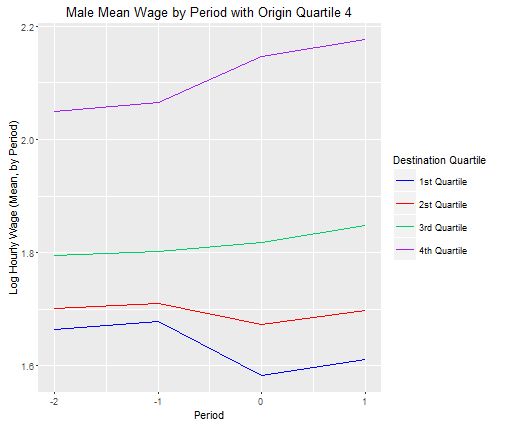 Male Mean Wage by Period with Origin Quartile 4
Log Hourly Wage (Mean, by Period)
2.2
2.0
1.8
1.6
-2
-1
0
1
Period
Destination Quartile
1st Quartile
2st Quartile
3rd Quartile
4th Quartile